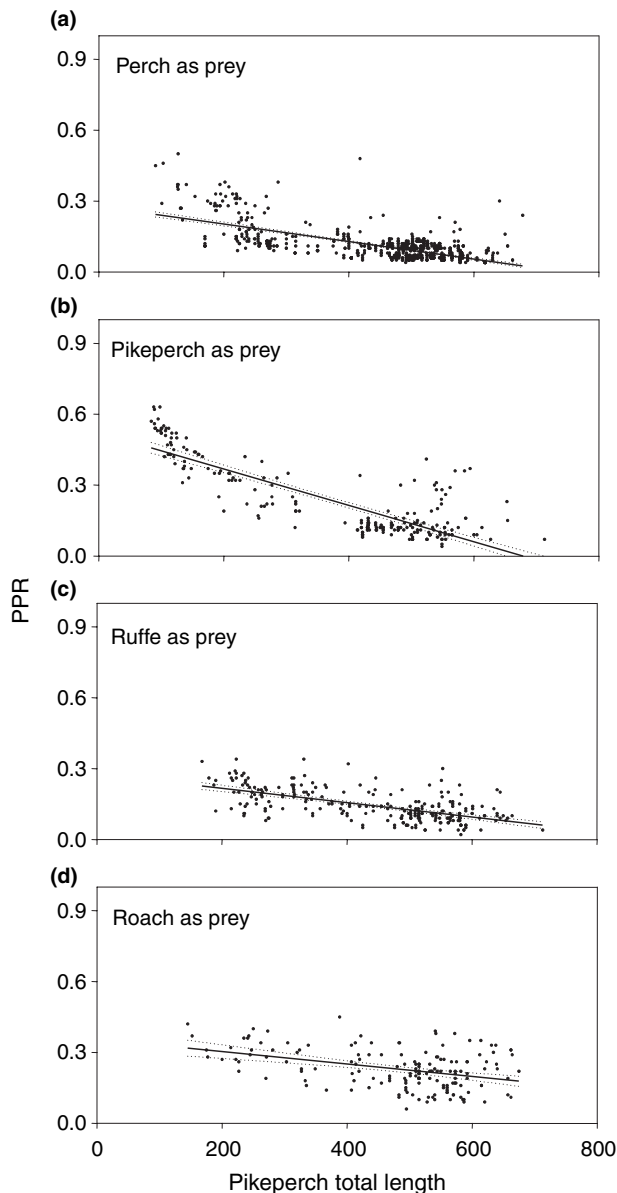 (a)
0.9
Perch as prey
0.6
0.3
0.0
(b)
0.9
Pikeperch as prey
0.6
0.3
0.0
PPR
(c)
0.9
Ruffe as prey
0.6
0.3
0.0
(d)
0.9
Roach as prey
0.6
0.3
0.0
0 200 400 600 800
Pikeperch total length